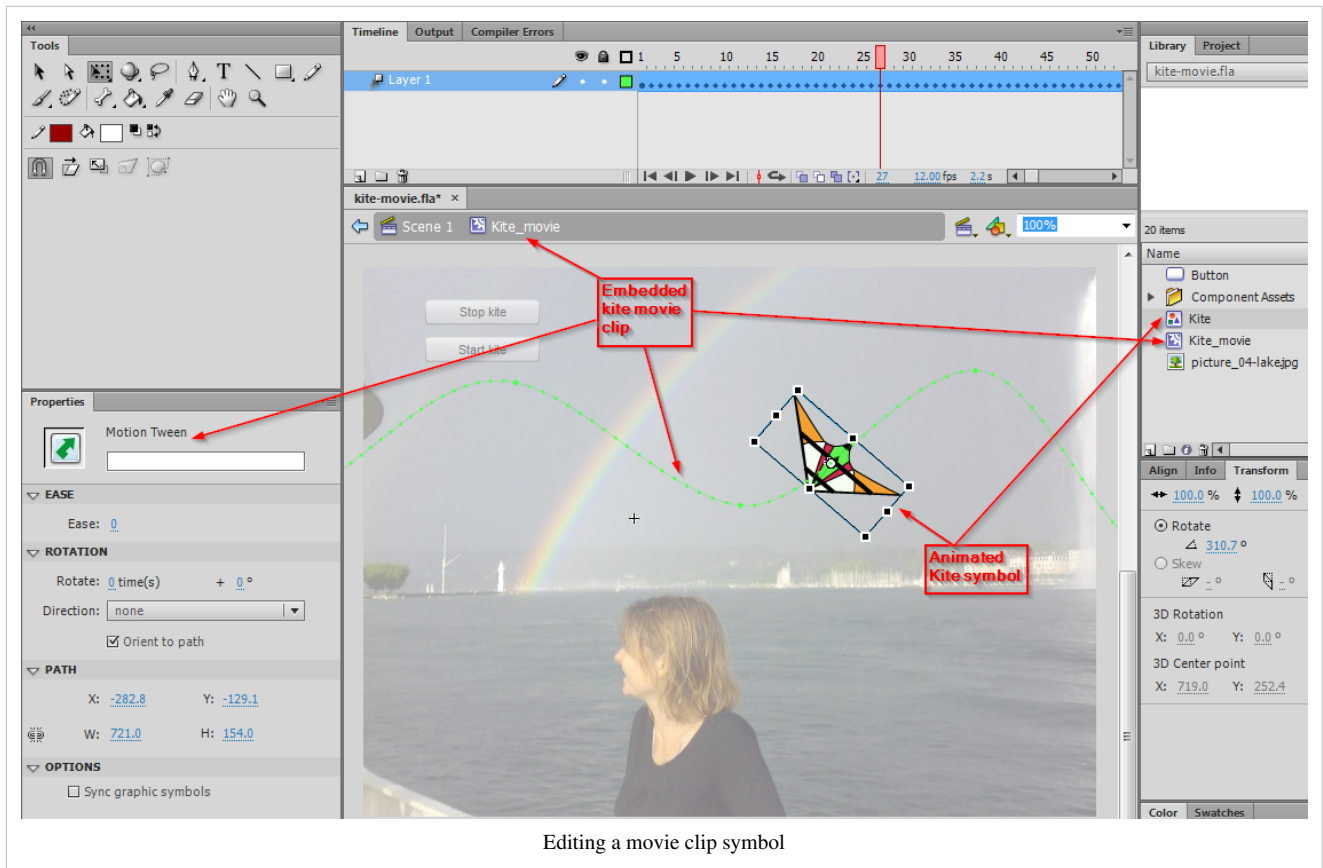 Tools
Timeline Output Compiler Errors
1 5 10 15 20 25 30 35 40 45 50
Layer 1
27 12.00 fps 2.2 s
kite-movie.fla* ×
Scene 1 Kite_movie
100%
Stop kite
Start kite
Embedded
kite movie
clip
Animated
Kite symbol
Properties
Motion Tween
EASE
Ease: 0
ROTATION
Rotate: 0 time(s) + 0 °
Direction: none
Orient to path
PATH
X: -282.8 Y: -129.1
W: 721.0 H: 154.0
OPTIONS
Sync graphic symbols
Library Project
kite-movie.fla
20 items
Name
Button
Component Assets
Kite
Kite_movie
picture_04-lake.jpg
Align Info Transform
100.0 % 100.0 %
Rotate
310.7 °
Skew
- ° - °
3D Rotation
X: 0.0 ° Y: 0.0 °
3D Center point
X: 719.0 Y: 252.4
Color Swatches
Editing a movie clip symbol